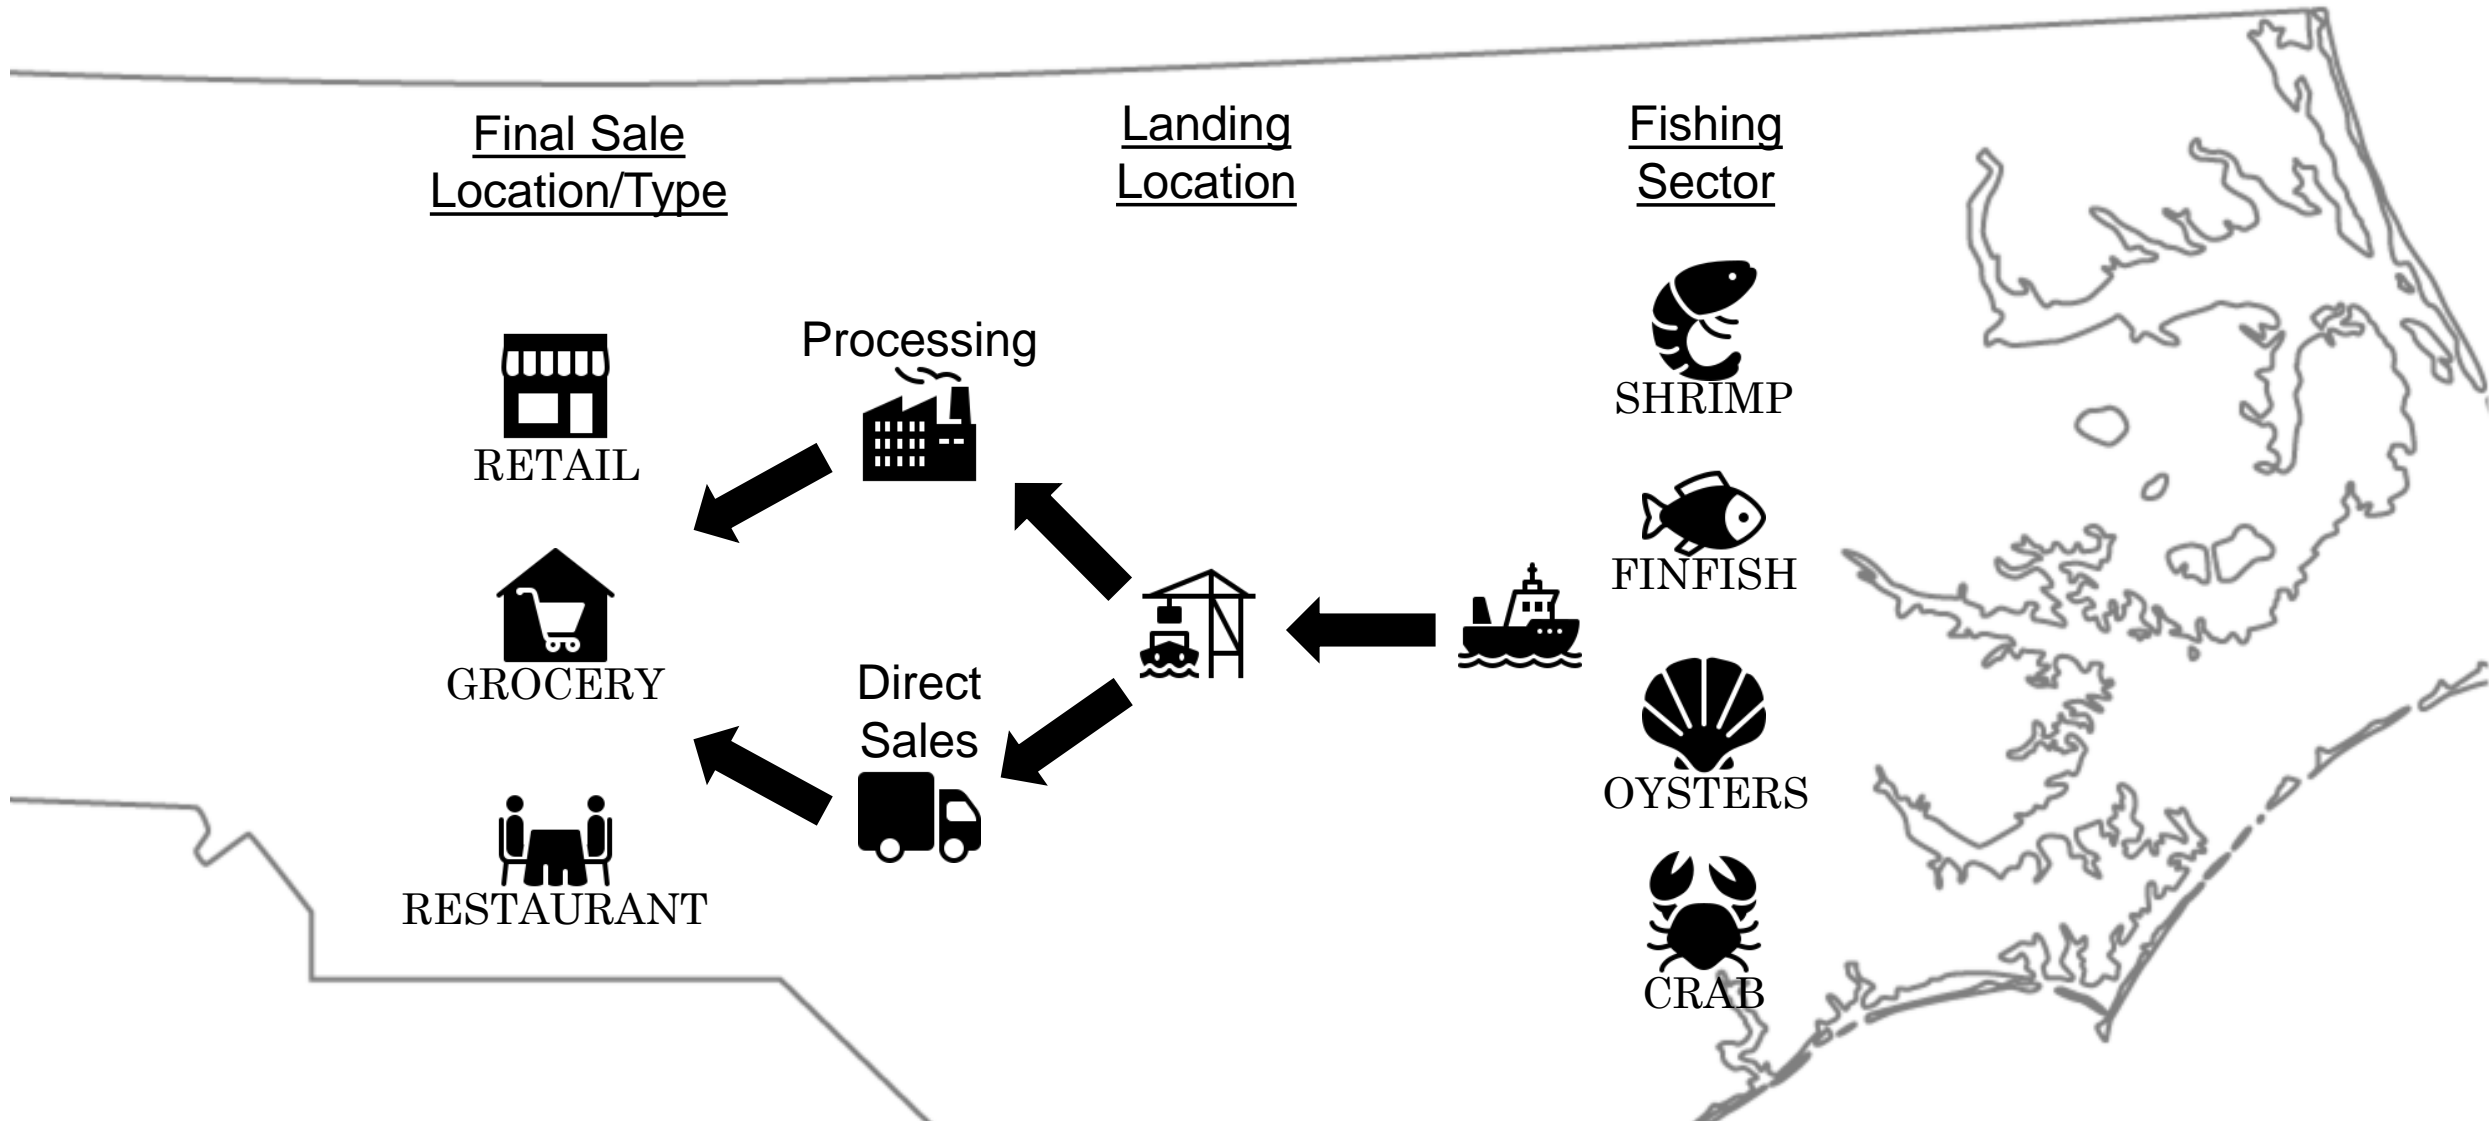 Final Sale
Location/Type
Landing
Location
Fishing
Sector
RETAIL
GROCERY
RESTAURANT
Processing
Direct
Sales
SHRIMP
FINFISH
OYSTERS
CRAB